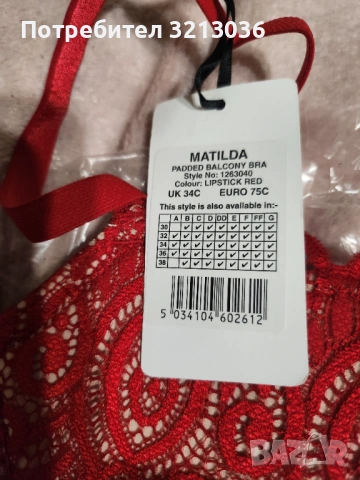 Потребител 3213036
MATILDA
PADDED BALCONY BRA
Style No: 1263040
Colour: LIPSTICK RED
UK 34C EURO 75C
This style is also available in:-
A B C D DD E F FF G
30 ✓ ✓ ✓ ✓ ✓ ✓ ✓ ✓
32 ✓ ✓ ✓ ✓ ✓ ✓ ✓ ✓ ✓
34 ✓ ✓ ✓ ✓ ✓ ✓ ✓ ✓ ✓
36 ✓ ✓ ✓ ✓ ✓ ✓ ✓ ✓ ✓
38 ✓ ✓ ✓ ✓ ✓ ✓ ✓ ✓
5 034104 602612
bazar